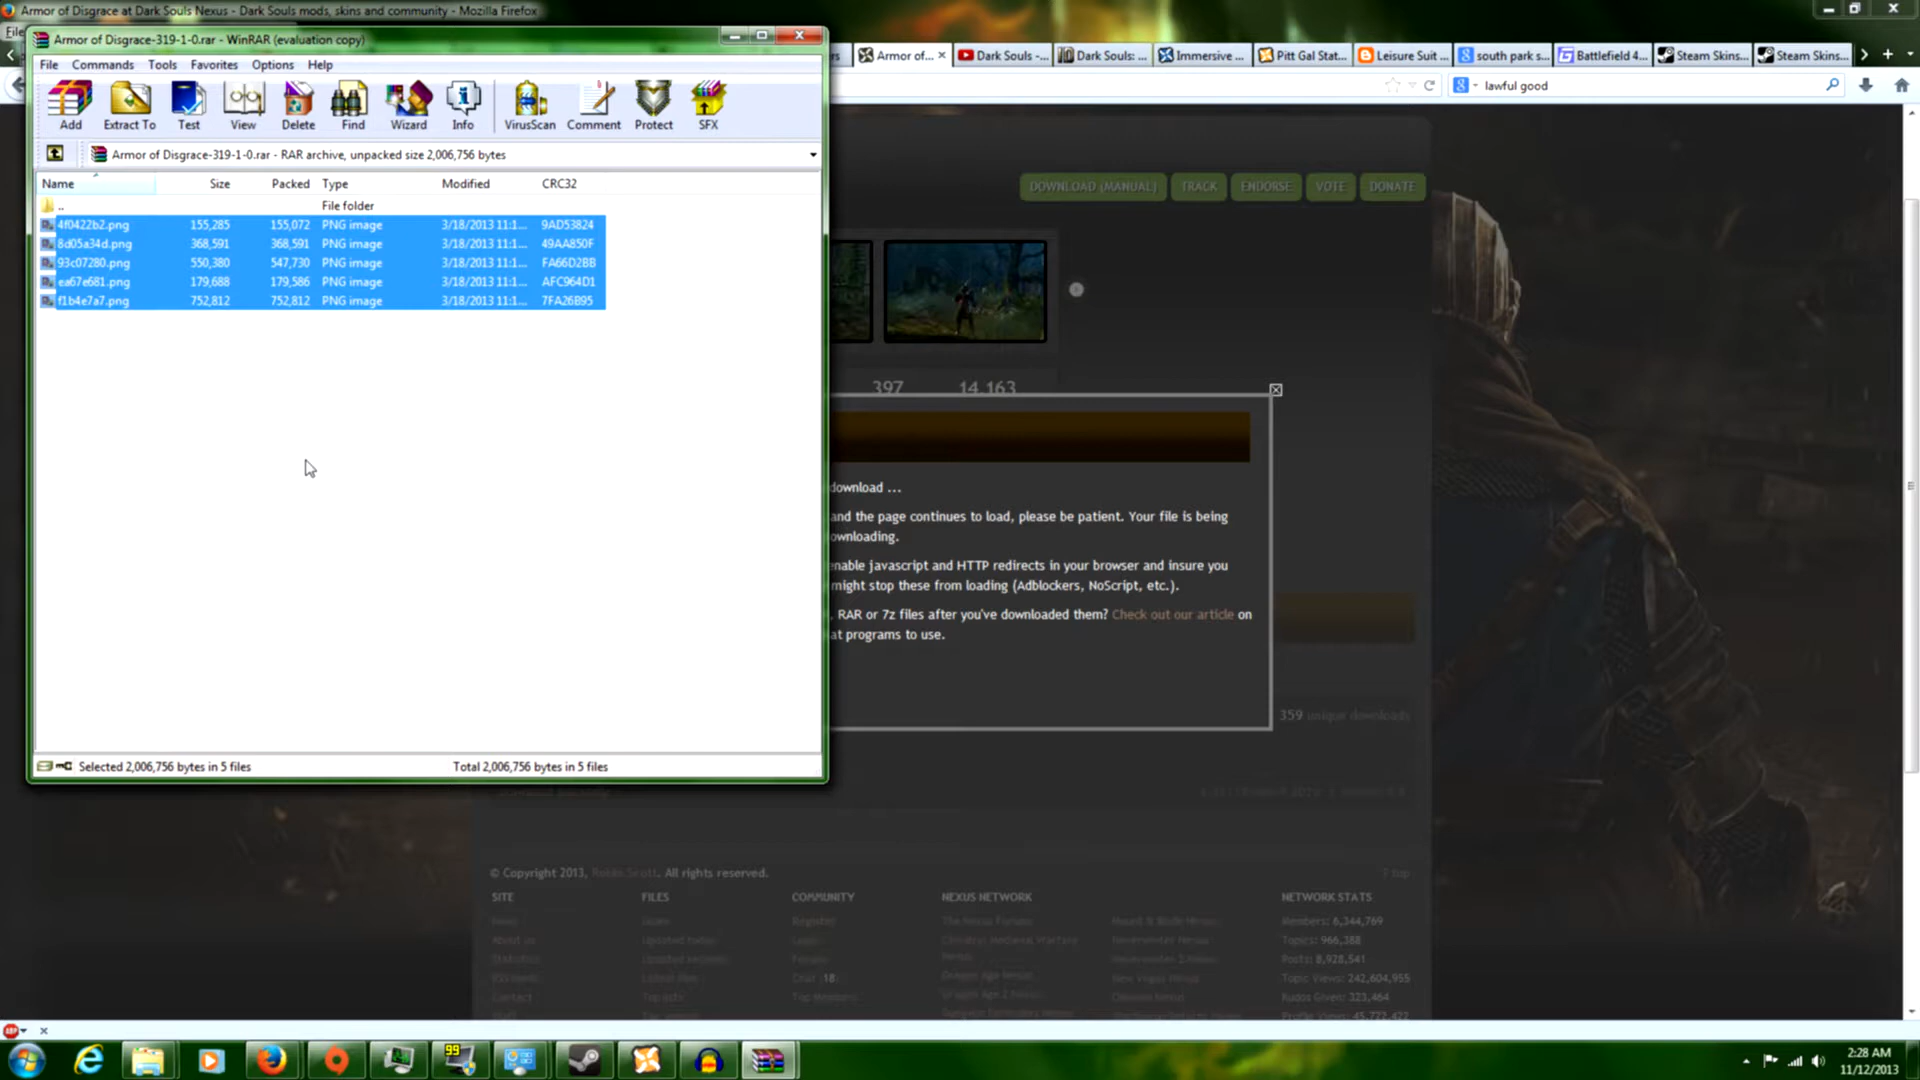 Armor of Disgrace at Dark Souls Nexus - Dark Souls mods, skins and community - Mozilla Firefox
Armor of Disgrace-319-1-0.rar - WinRAR (evaluation copy)
File Commands Tools Favorites Options Help
Add Extract To Test View Delete Find Wizard Info VirusScan Comment Protect SFX
Armor of Disgrace-319-1-0.rar - RAR archive, unpacked size 2,006,756 bytes
Name Size Packed Type Modified CRC32
.. File folder
4f0422b2.png 155,285 155,072 PNG image 3/18/2013 11:1... 9AD53824
8d05a34d.png 368,591 368,591 PNG image 3/18/2013 11:1... 49AA850F
93c07280.png 550,380 547,730 PNG image 3/18/2013 11:1... FA66D2BB
ea67e681.png 179,688 179,586 PNG image 3/18/2013 11:1... AFC964D1
f1b4e7a7.png 752,812 752,812 PNG image 3/18/2013 11:1... 7FA26B95
Selected 2,006,756 bytes in 5 files Total 2,006,756 bytes in 5 files
Armor of... Dark Souls -... Dark Souls: ... Immersive ... Pitt Gal Stat... Leisure Suit ... south park s... Battlefield 4... Steam Skins... Steam Skins...
lawful good
DOWNLOAD (MANUAL) TRACK ENDORSE VOTE DONATE
397 14,163
download ...
and the page continues to load, please be patient. Your file is being
ownloading.
enable javascript and HTTP redirects in your browser and insure you
might stop these from loading (Adblockers, NoScript, etc.).
, RAR or 7z files after you've downloaded them? Check out our article on
at programs to use.
359 unique downloads
© Copyright 2013, Robin Scott. All rights reserved.
top
SITE FILES COMMUNITY NEXUS NETWORK NETWORK STATS
Members: 6,344,769
About us
Topics: 966,388
Posts: 8,928,541
Topic Views: 242,604,955
Contact
Kudos Given: 323,464
Profile Views: 45,772,422
99
2:28 AM
11/12/2013